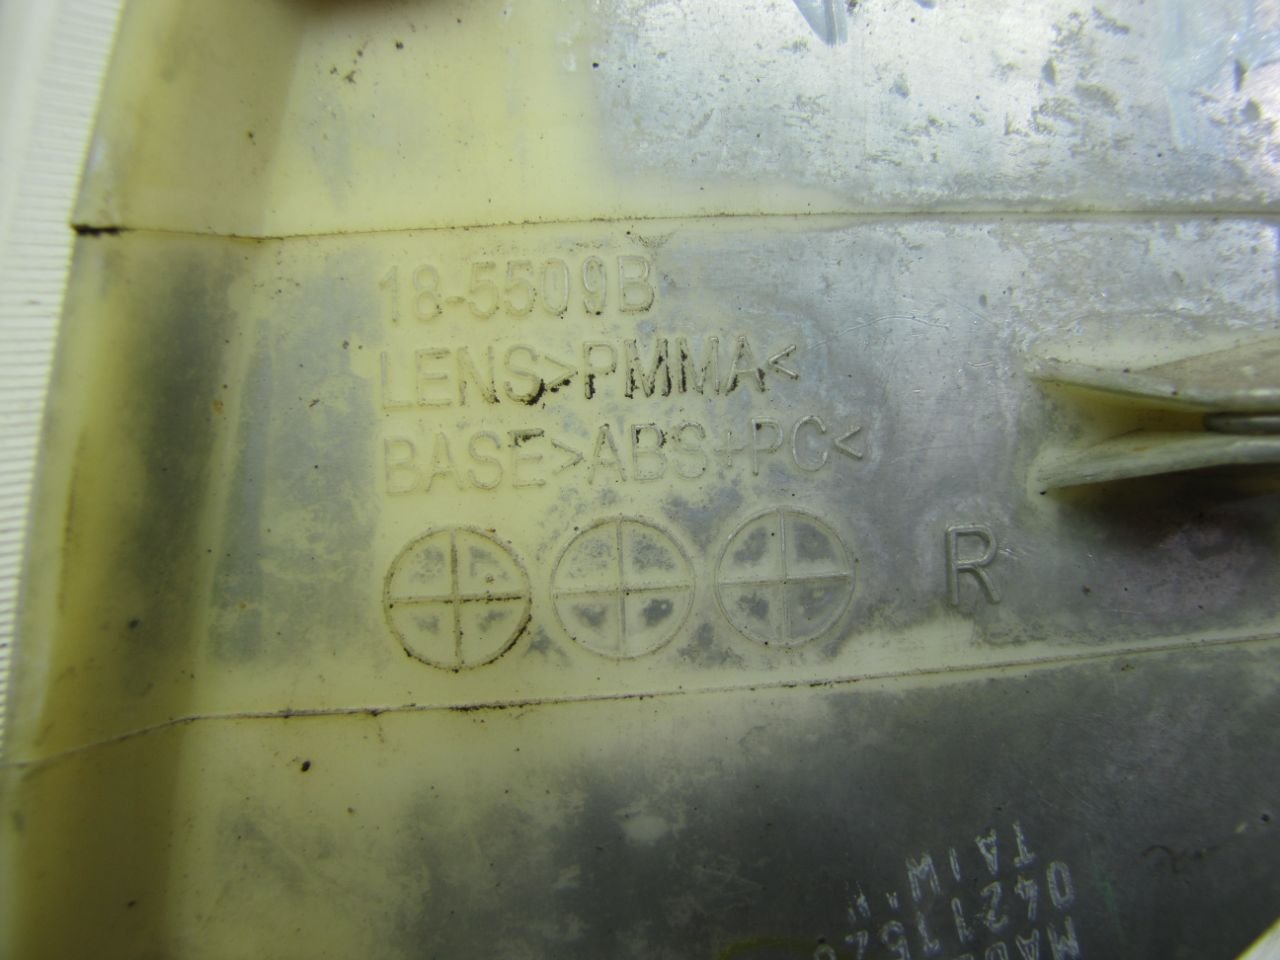 18-5509B
LENS>PMMA<
BASE>ABS+PC<
R